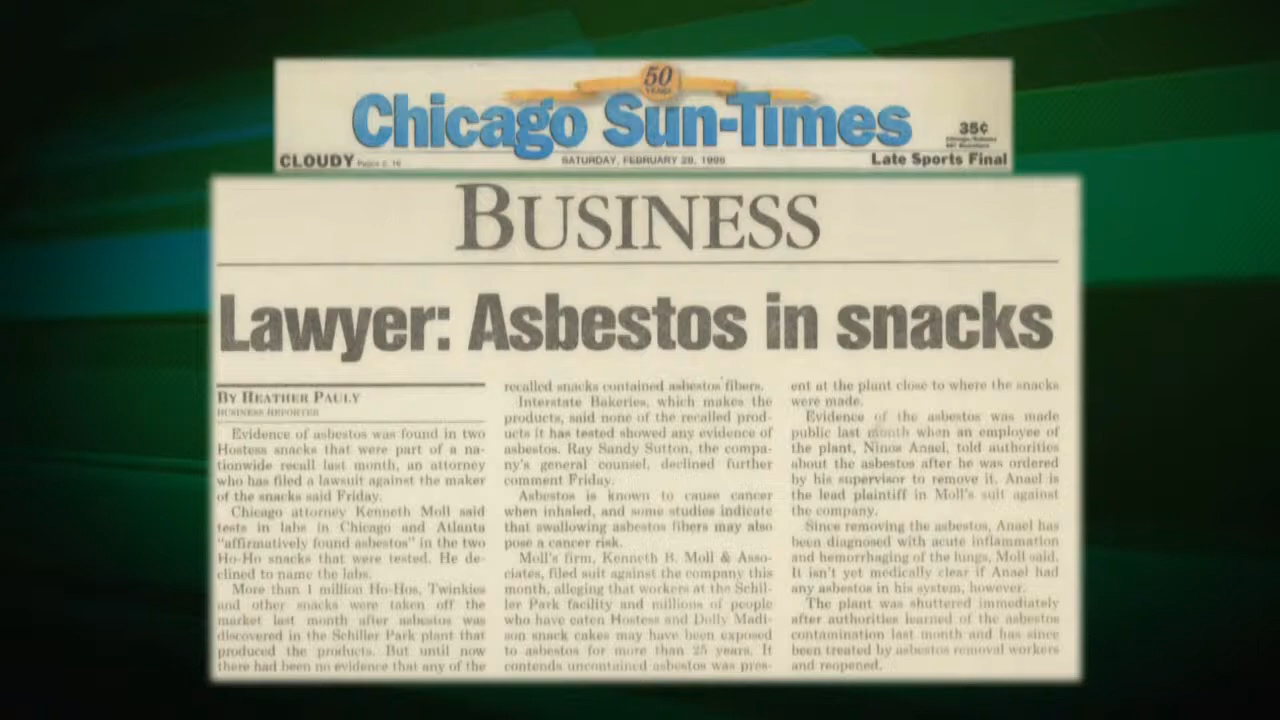 50
YEARS
Chicago Sun-Times
35¢
CLOUDY
SATURDAY, FEBRUARY 28, 1998
Late Sports Final
BUSINESS
Lawyer: Asbestos in snacks
BY HEATHER PAULY
BUSINESS REPORTER
Evidence of asbestos was found in two
Hostess snacks that were part of a na-
tionwide recall last month, an attorney
who has filed a lawsuit against the maker
of the snacks said Friday.
Chicago attorney Kenneth Moll said
tests in labs in Chicago and Atlanta
"affirmatively found asbestos" in the two
Ho-Ho snacks that were tested. He de-
clined to name the labs.
More than 1 million Ho-Hos, Twinkies
and other snacks were taken off the
market last month after asbestos was
discovered in the Schiller Park plant that
produced the products. But until now
there had been no evidence that any of the
recalled snacks contained asbestos fibers.
Interstate Bakeries, which makes the
products, said none of the recalled prod-
ucts it has tested showed any evidence of
asbestos. Ray Sandy Sutton, the compa-
ny's general counsel, declined further
comment Friday.
Asbestos is known to cause cancer
when inhaled, and some studies indicate
that swallowing asbestos fibers may also
pose a cancer risk.
Moll's firm, Kenneth B. Moll & Asso-
ciates, filed suit against the company this
month, alleging that workers at the Schil-
ler Park facility and millions of people
who have eaten Hostess and Dolly Madi-
son snack cakes may have been exposed
to asbestos for more than 25 years. It
contends uncontained asbestos was pres-
ent at the plant close to where the snacks
were made.
Evidence of the asbestos was made
public last month when an employee of
the plant, Ninos Anael, told authorities
about the asbestos after he was ordered
by his supervisor to remove it. Anael is
the lead plaintiff in Moll's suit against
the company.
Since removing the asbestos, Anael has
been diagnosed with acute inflammation
and hemorrhaging of the lungs, Moll said.
It isn't yet medically clear if Anael had
any asbestos in his system, however.
The plant was shuttered immediately
after authorities learned of the asbestos
contamination last month and has since
been treated by asbestos removal workers
and reopened.